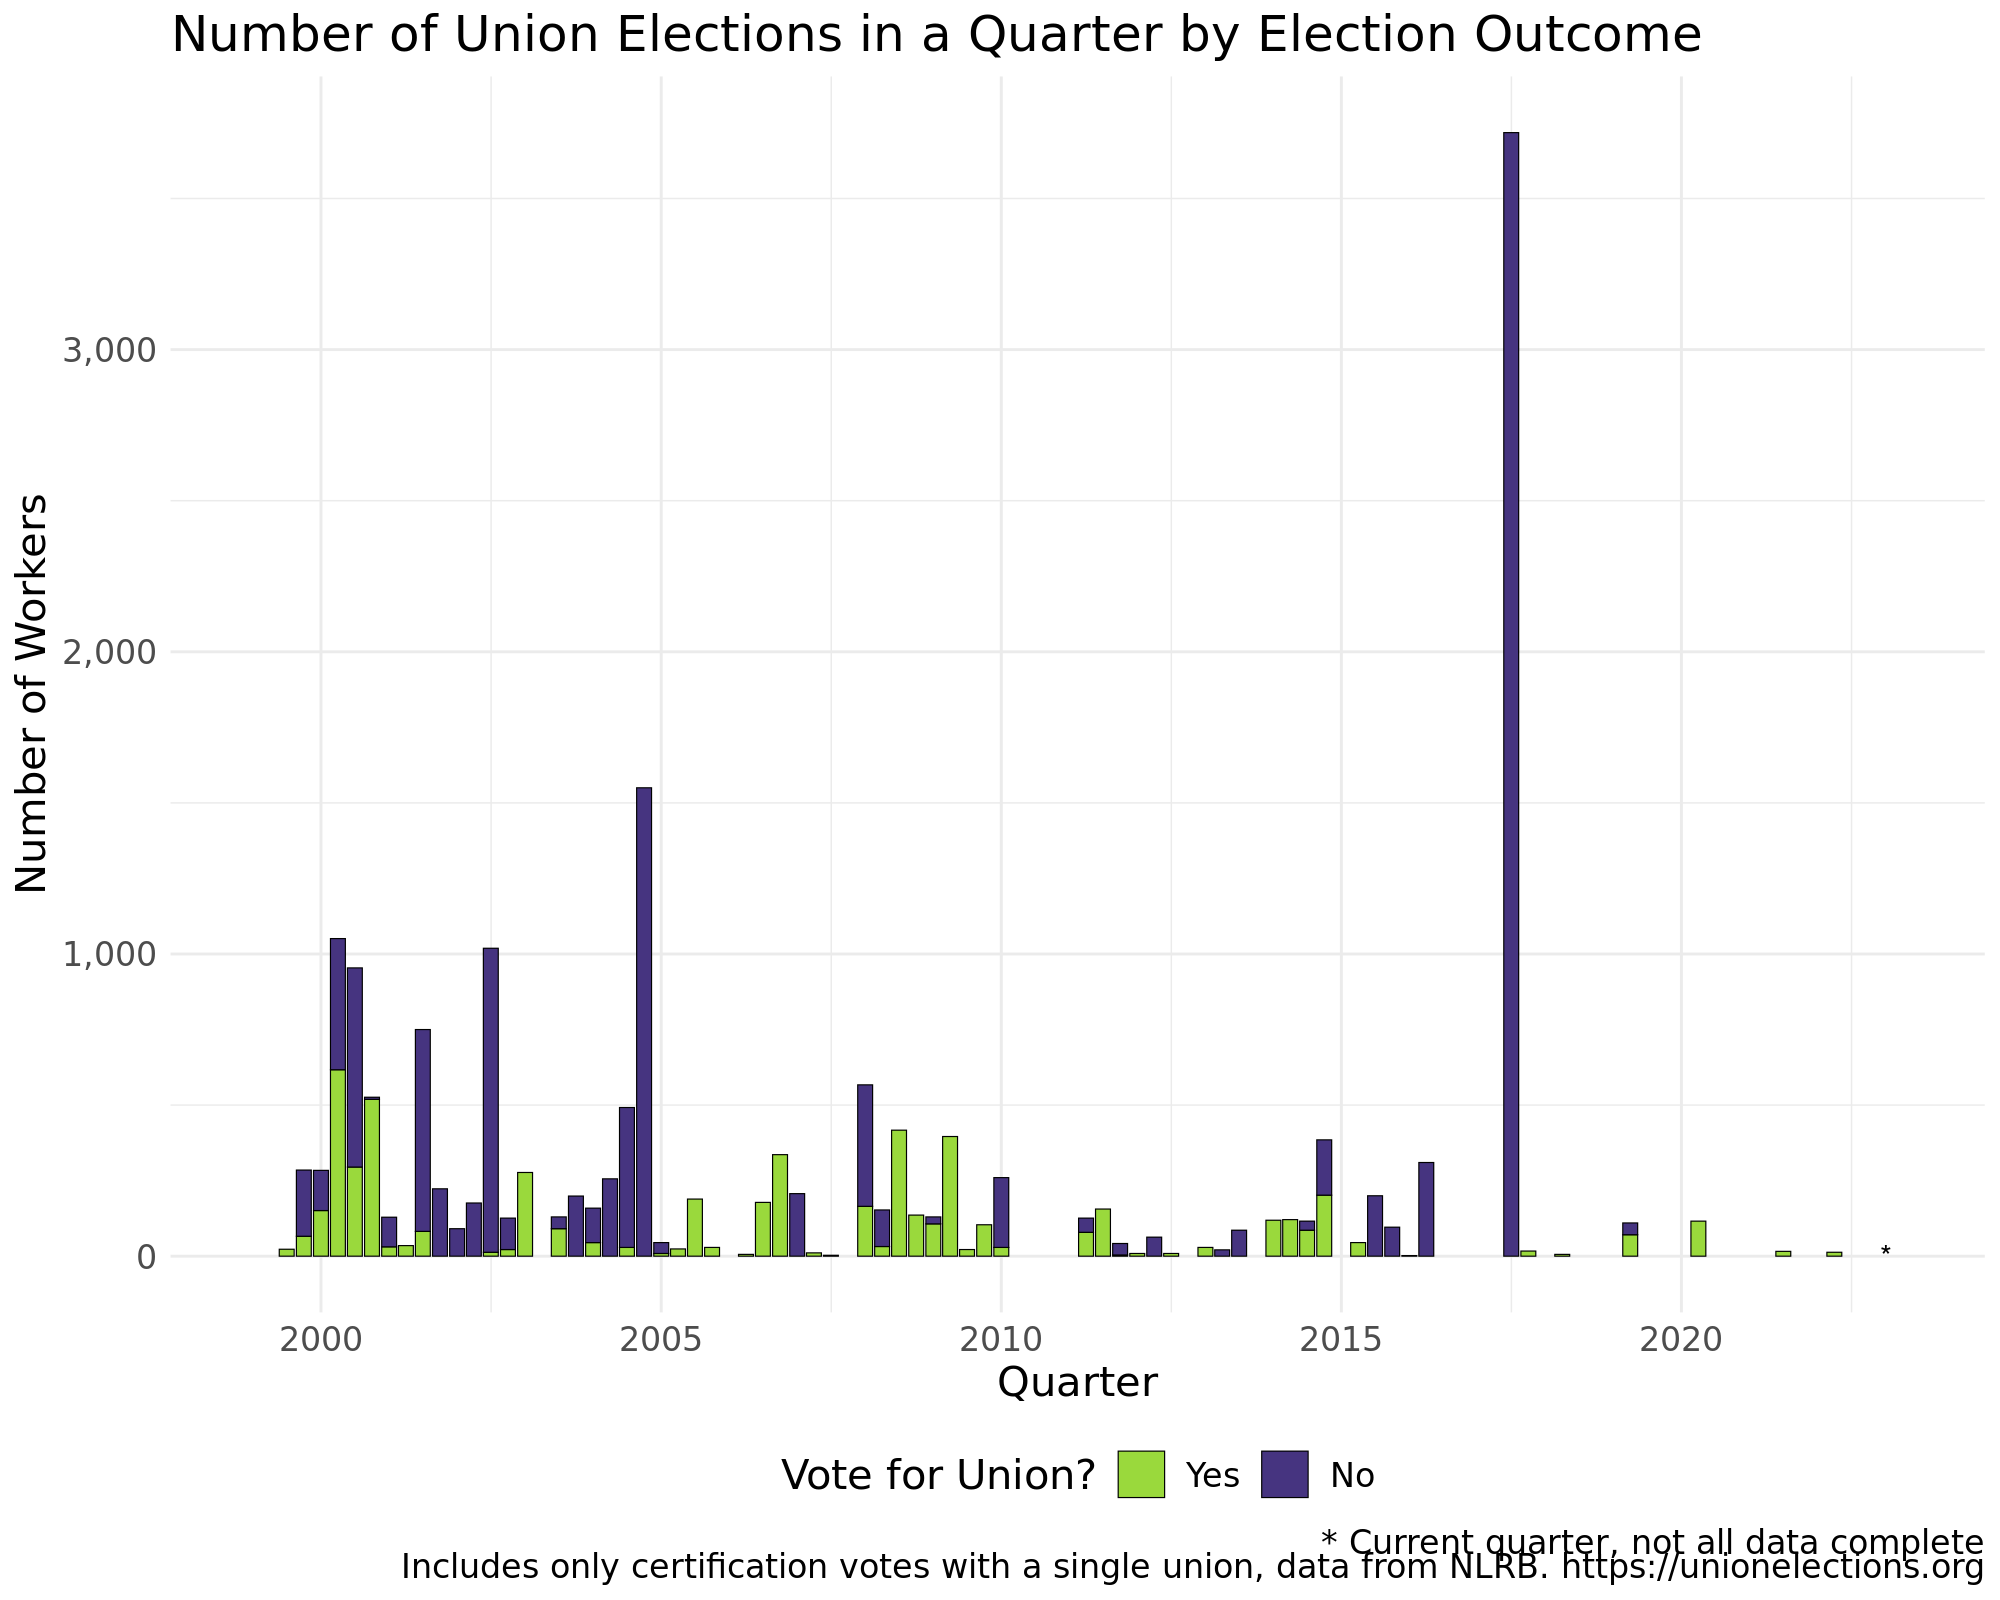 Number of Union Elections in a Quarter by Election Outcome
Number of Workers
3,000
2,000
1,000
0
*
2000 2005 2010 2015 2020
Quarter
Vote for Union? Yes No
* Current quarter, not all data complete
Includes only certification votes with a single union, data from NLRB. https://unionelections.org